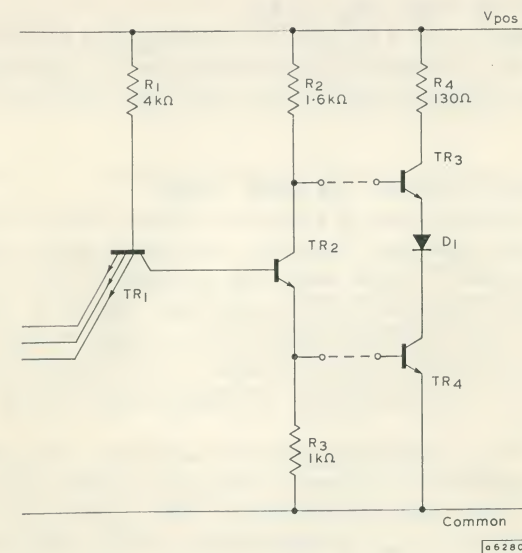 Vpos
R1
4kΩ
R2
1·6kΩ
R4
130Ω
TR3
D1
TR2
TR1
TR4
R3
1kΩ
Common
a6280